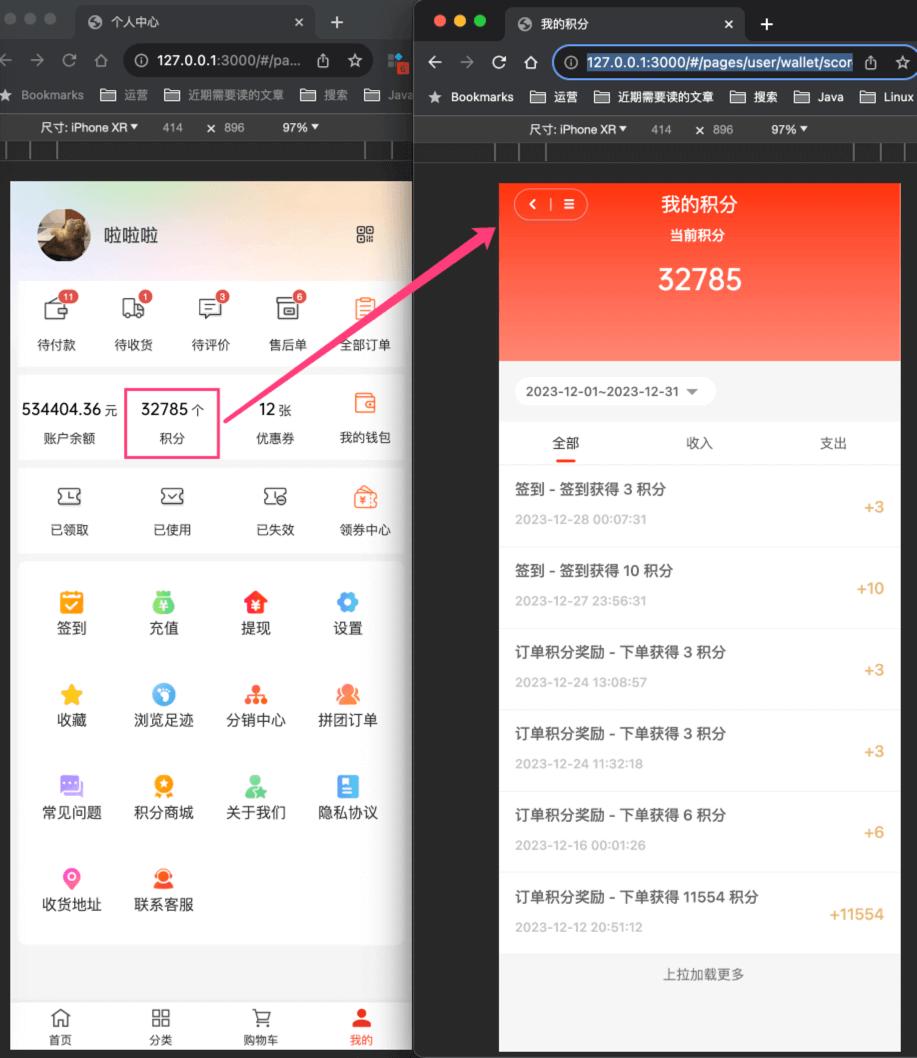 个人中心
127.0.0.1:3000/#/pa...
6
Bookmarks 运营 近期需要读的文章 搜索 Java
尺寸: iPhone XR 414 × 896 97%
啦啦啦
11 1 3 6
待付款 待收货 待评价 售后单 全部订单
534404.36 元 32785 个 12 张
账户余额 积分 优惠券 我的钱包
已领取 已使用 已失效 领券中心
签到 充值 提现 设置
收藏 浏览足迹 分销中心 拼团订单
常见问题 积分商城 关于我们 隐私协议
收货地址 联系客服
首页 分类 购物车 我的
我的积分
127.0.0.1:3000/#/pages/user/wallet/scor
Bookmarks 运营 近期需要读的文章 搜索 Java Linux
尺寸: iPhone XR 414 × 896 97%
我的积分
当前积分
32785
2023-12-01~2023-12-31
全部 收入 支出
签到 - 签到获得 3 积分
+3
2023-12-28 00:07:31
签到 - 签到获得 10 积分
+10
2023-12-27 23:56:31
订单积分奖励 - 下单获得 3 积分
+3
2023-12-24 13:08:57
订单积分奖励 - 下单获得 3 积分
+3
2023-12-24 11:32:18
订单积分奖励 - 下单获得 6 积分
+6
2023-12-16 00:01:26
订单积分奖励 - 下单获得 11554 积分
+11554
2023-12-12 20:51:12
上拉加载更多